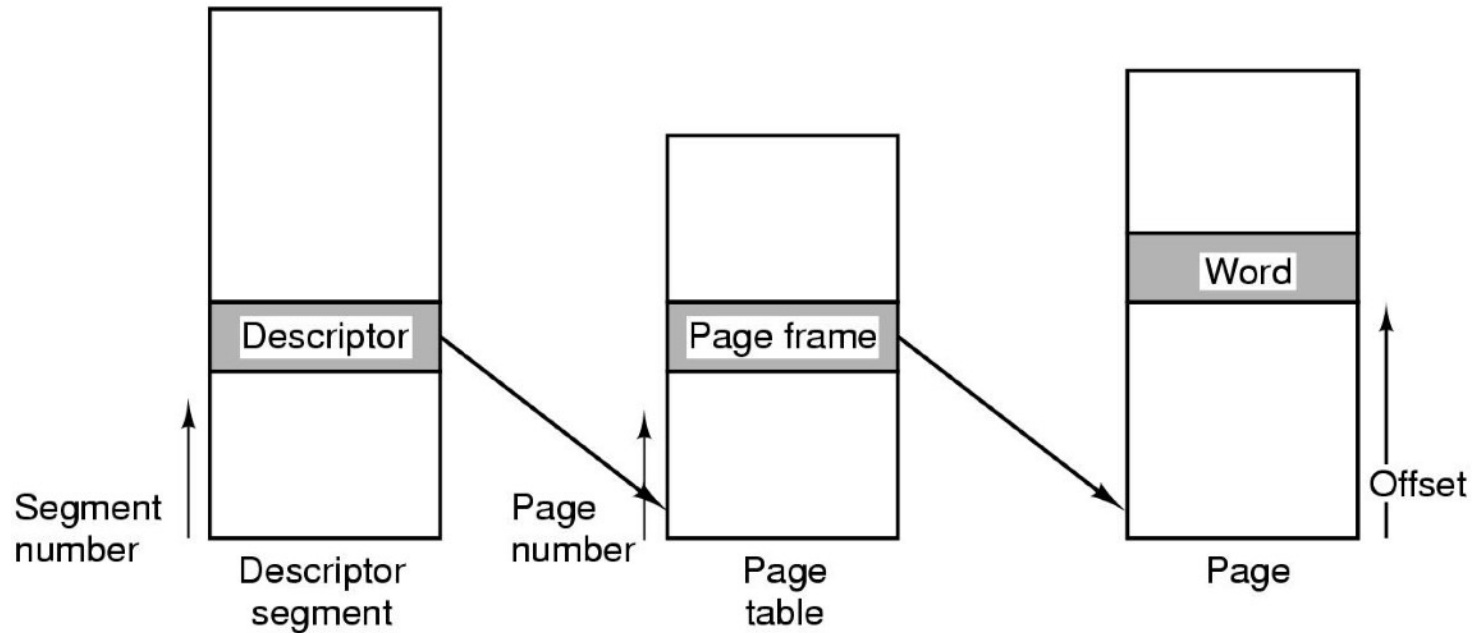 Word
Descriptor
Page frame
Segment
number
Page
number
Offset
Descriptor
segment
Page
table
Page